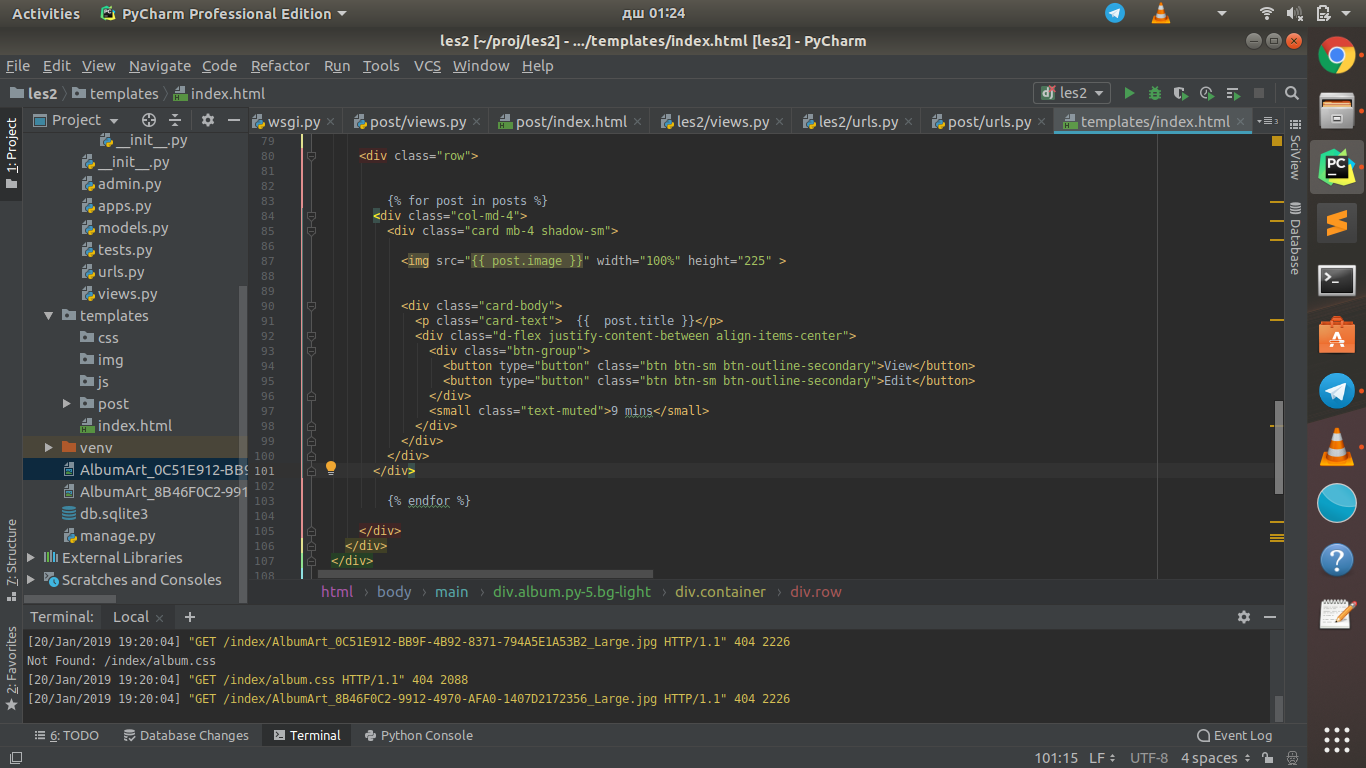 Activities PyCharm Professional Edition дш 01:24
les2 [~/proj/les2] - .../templates/index.html [les2] - PyCharm
File Edit View Navigate Code Refactor Run Tools VCS Window Help
les2 templates index.html les2
Project
wsgi.py post/views.py post/index.html les2/views.py les2/urls.py post/urls.py templates/index.html 3
1: Project
7: Structure
2: Favorites
__init__.py
__init__.py
admin.py
apps.py
models.py
tests.py
urls.py
views.py
templates
css
img
js
post
index.html
venv
AlbumArt_0C51E912-BB9
AlbumArt_8B46F0C2-991
db.sqlite3
manage.py
External Libraries
Scratches and Consoles
79
80 <div class="row">
81
82
83 {% for post in posts %}
84 <div class="col-md-4">
85 <div class="card mb-4 shadow-sm">
86
87 <img src="{{ post.image }}" width="100%" height="225" >
88
89
90 <div class="card-body">
91 <p class="card-text"> {{  post.title }}</p>
92 <div class="d-flex justify-content-between align-items-center">
93 <div class="btn-group">
94 <button type="button" class="btn btn-sm btn-outline-secondary">View</button>
95 <button type="button" class="btn btn-sm btn-outline-secondary">Edit</button>
96 </div>
97 <small class="text-muted">9 mins</small>
98 </div>
99 </div>
100 </div>
101 </div>
102
103 {% endfor %}
104
105 </div>
106 </div>
107 </div>
108
html › body › main › div.album.py-5.bg-light › div.container › div.row
SciView
Database
Terminal: Local
[20/Jan/2019 19:20:04] "GET /index/AlbumArt_0C51E912-BB9F-4B92-8371-794A5E1A53B2_Large.jpg HTTP/1.1" 404 2226
Not Found: /index/album.css
[20/Jan/2019 19:20:04] "GET /index/album.css HTTP/1.1" 404 2088
[20/Jan/2019 19:20:04] "GET /index/AlbumArt_8B46F0C2-9912-4970-AFA0-1407D2172356_Large.jpg HTTP/1.1" 404 2226
6: TODO Database Changes Terminal Python Console Event Log
101:15 LF UTF-8 4 spaces